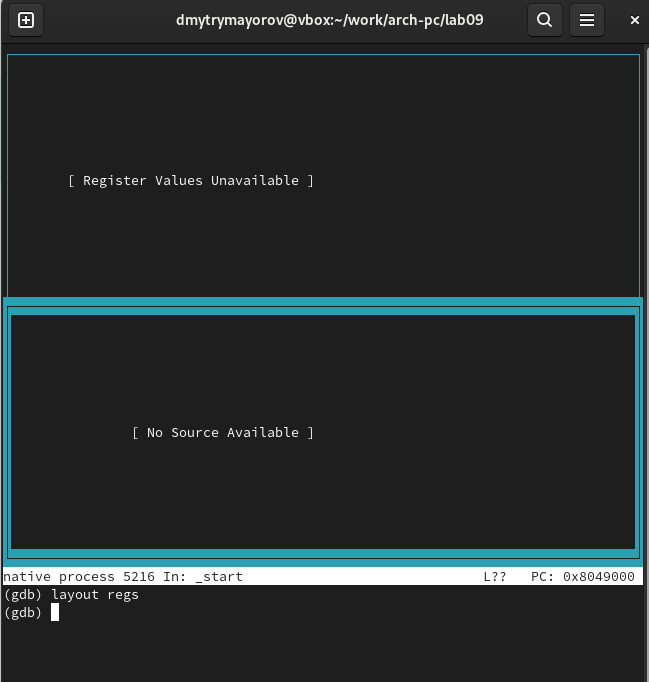 dmytrymayorov@vbox:~/work/arch-pc/lab09
[ Register Values Unavailable ]
[ No Source Available ]
native process 5216 In: _start L?? PC: 0x8049000
(gdb) layout regs
(gdb)